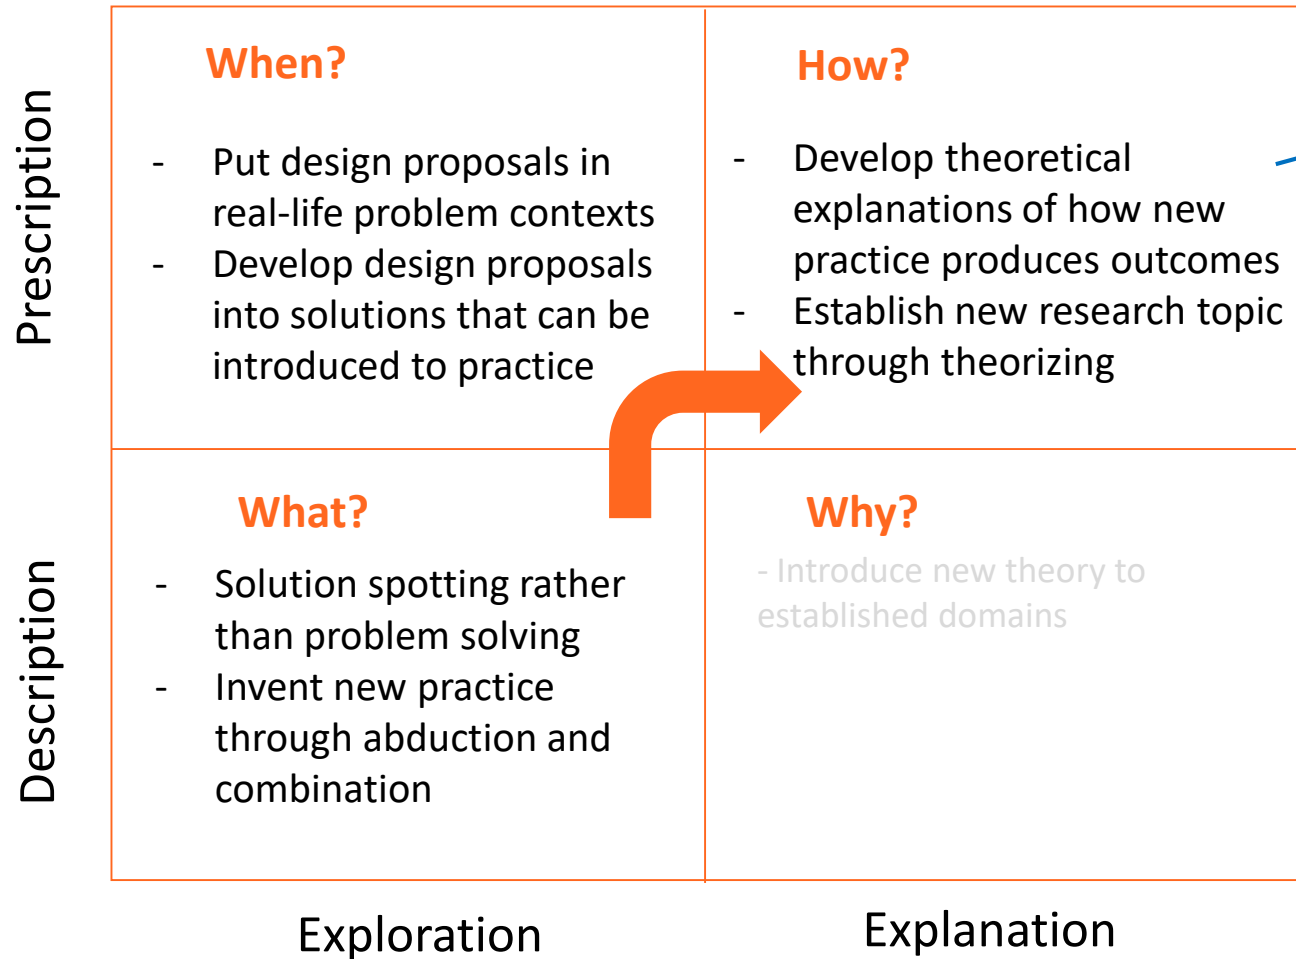 Prescription
When?
- Put design proposals in
real-life problem contexts
- Develop design proposals
into solutions that can be
introduced to practice
How?
- Develop theoretical
explanations of how new
practice produces outcomes
- Establish new research topic
through theorizing
Description
What?
- Solution spotting rather
than problem solving
- Invent new practice
through abduction and
combination
Why?
- Introduce new theory to
established domains
Exploration
Explanation